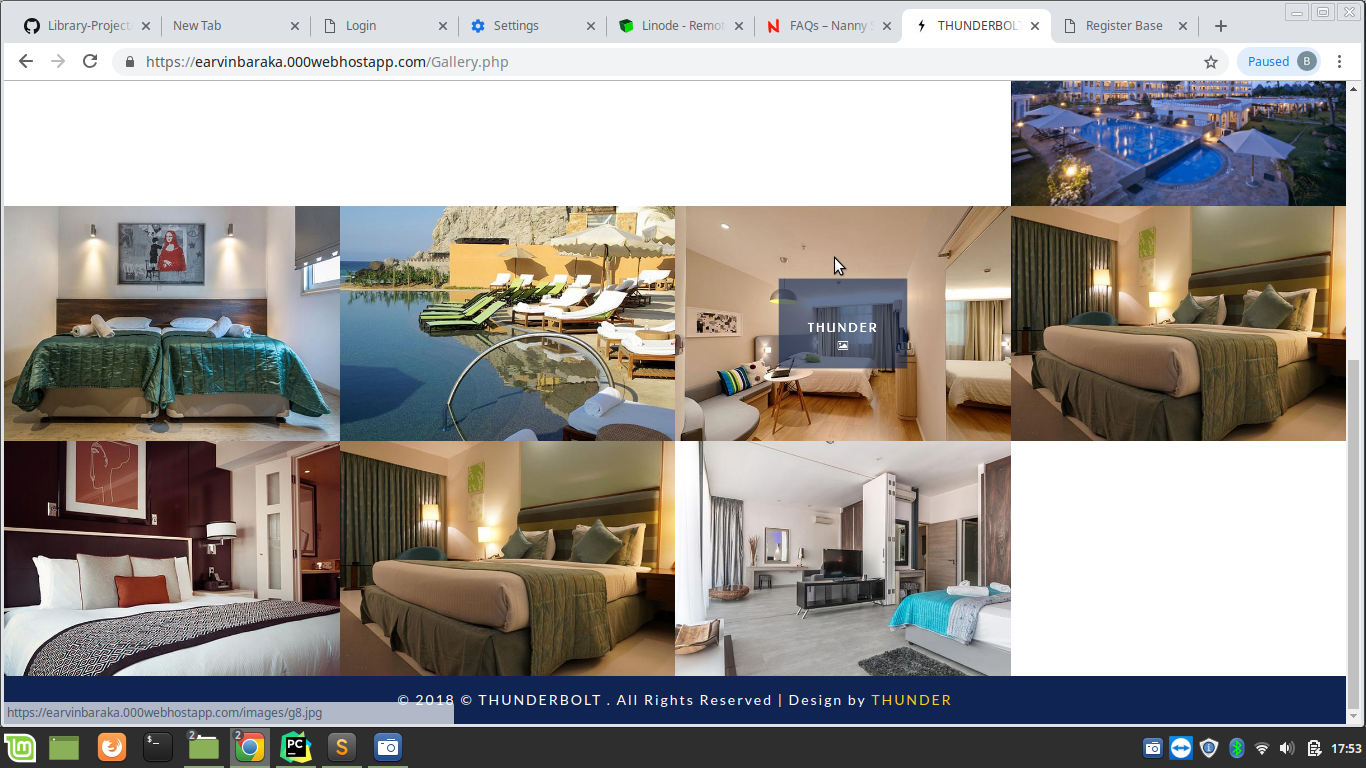 Library-Project
New Tab
Login
Settings
Linode - Remo
FAQs – Nanny S
THUNDERBOLT
Register Base
https://earvinbaraka.000webhostapp.com/Gallery.php
Paused
B
THUNDER
© 2018 © THUNDERBOLT . All Rights Reserved | Design by THUNDER
https://earvinbaraka.000webhostapp.com/images/g8.jpg
$_
2
2
PC
S
17:53